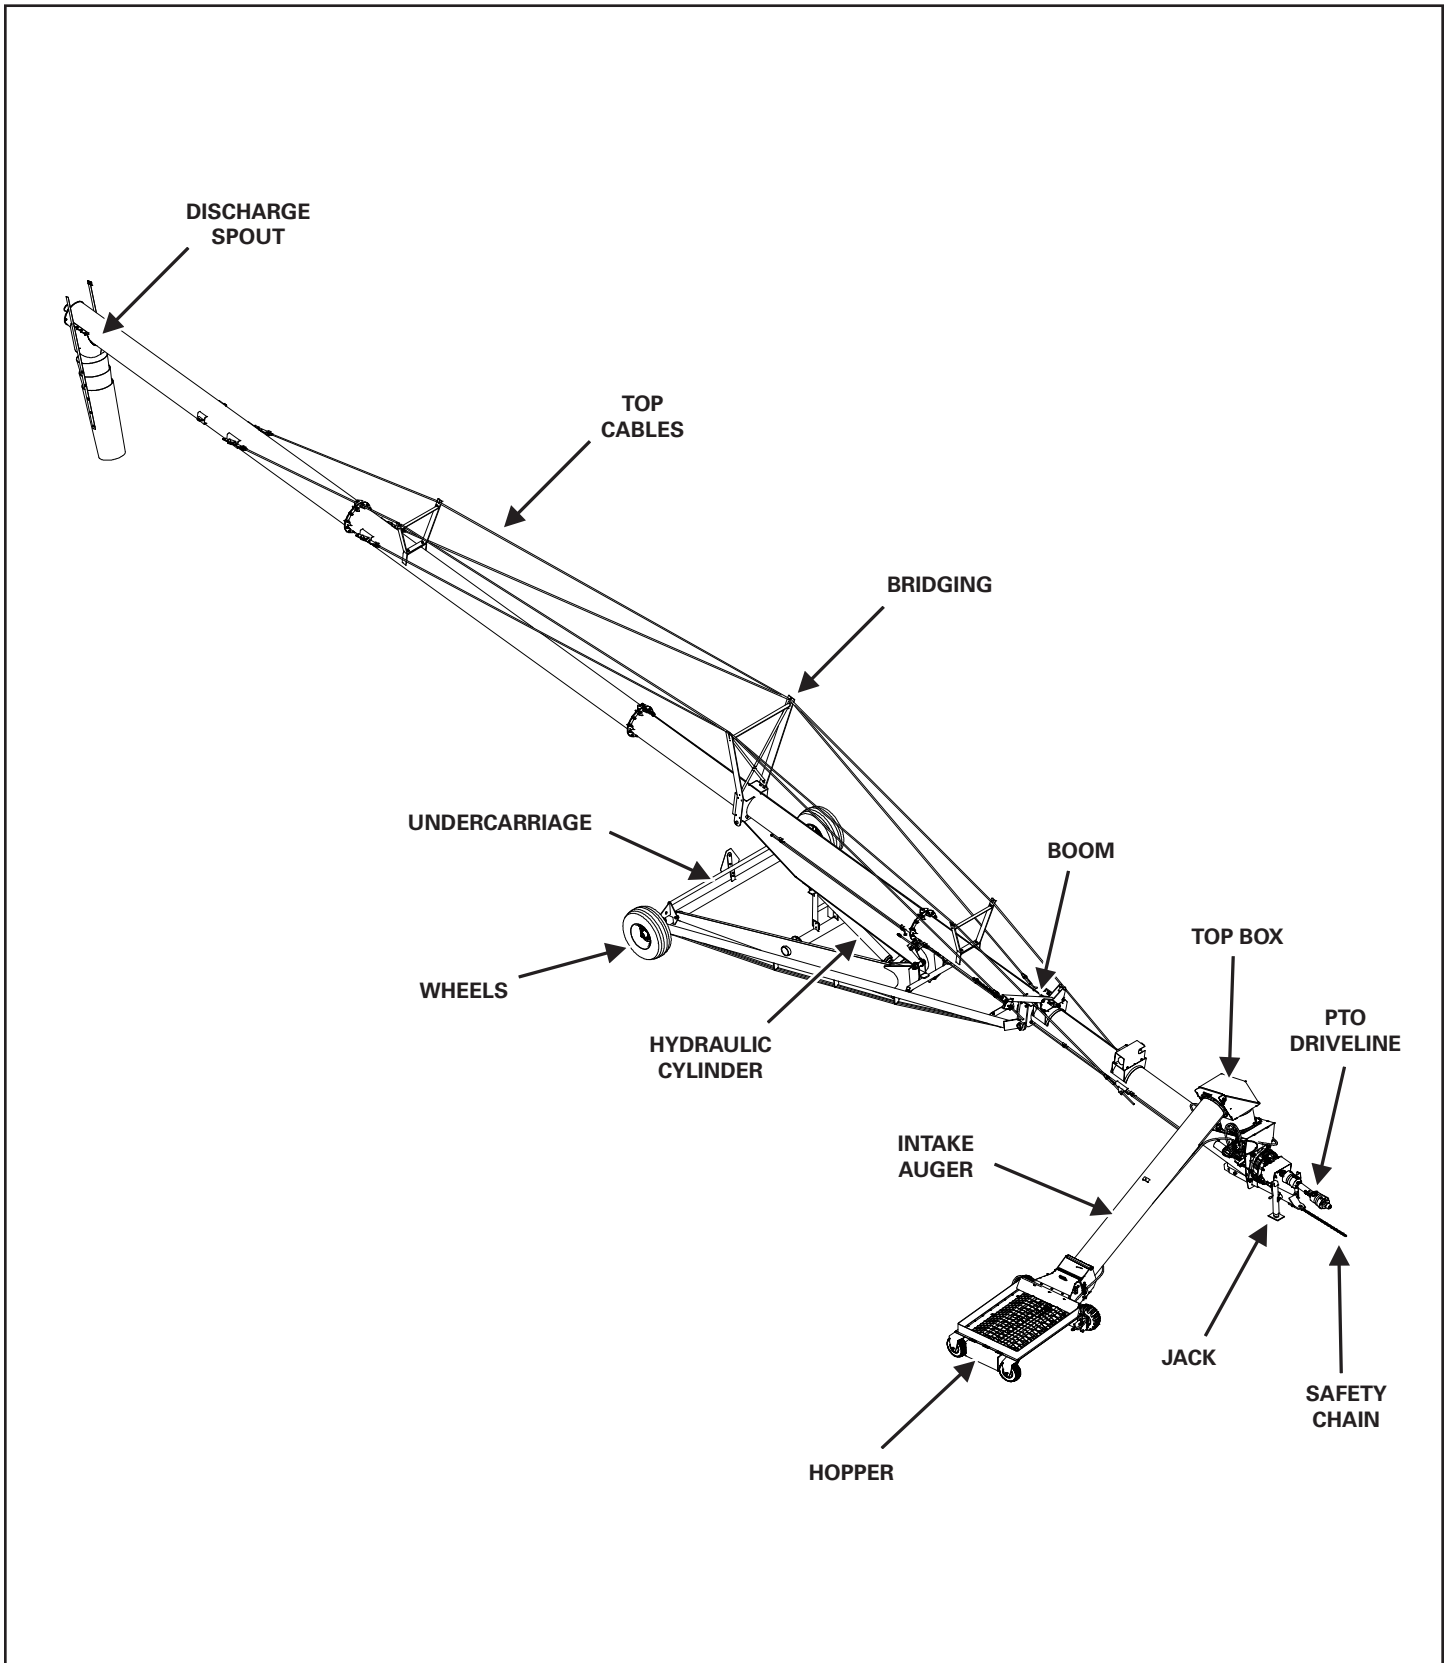 DISCHARGE
SPOUT
TOP
CABLES
BRIDGING
UNDERCARRIAGE
BOOM
TOP BOX
WHEELS
PTO
DRIVELINE
HYDRAULIC
CYLINDER
INTAKE
AUGER
JACK
SAFETY
CHAIN
HOPPER